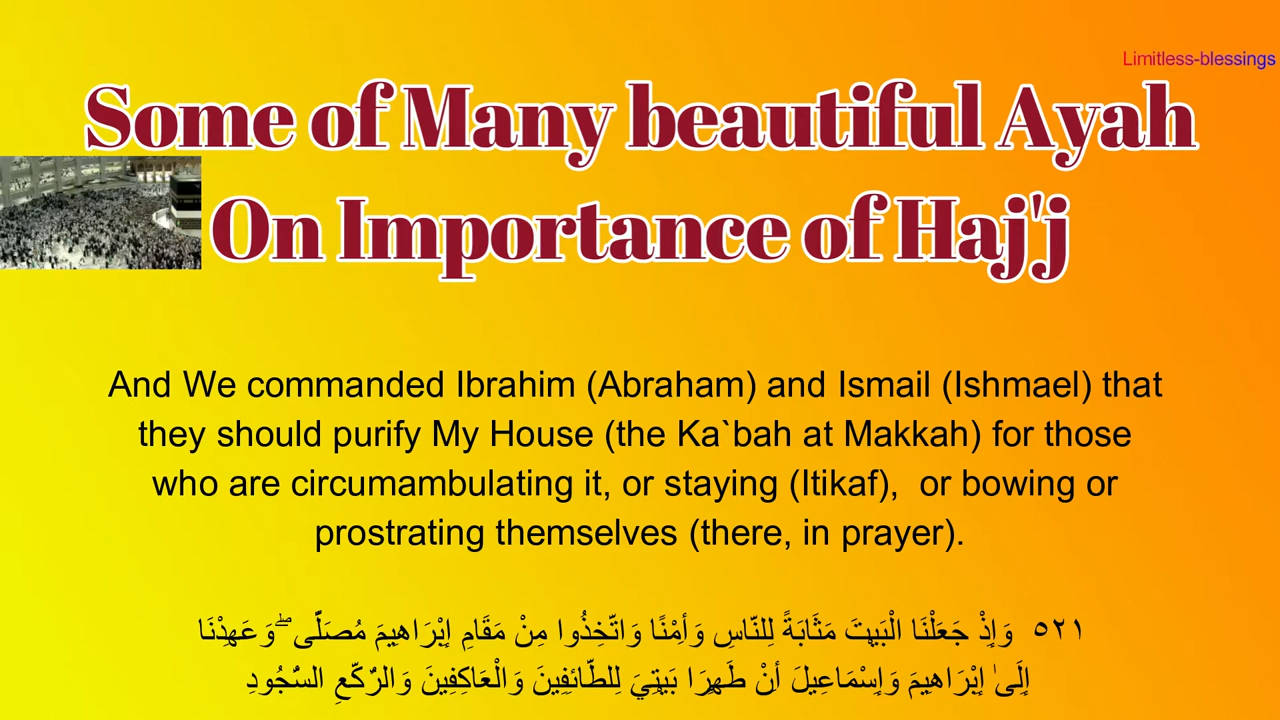 Limitless-blessings
Some of Many beautiful Ayah
On Importance of Haj'j
And We commanded Ibrahim (Abraham) and Ismail (Ishmael) that
they should purify My House (the Ka`bah at Makkah) for those
who are circumambulating it, or staying (Itikaf),  or bowing or
prostrating themselves (there, in prayer).
٥٢١ وَإِذْ جَعَلْنَا الْبَيْتَ مَثَابَةً لِلنَّاسِ وَأَمْنًا وَاتَّخِذُوا مِنْ مَقَامِ إِبْرَاهِيمَ مُصَلًّى ۖ وَعَهِدْنَا
إِلَىٰ إِبْرَاهِيمَ وَإِسْمَاعِيلَ أَنْ طَهِّرَا بَيْتِيَ لِلطَّائِفِينَ وَالْعَاكِفِينَ وَالرُّكَّعِ السُّجُودِ